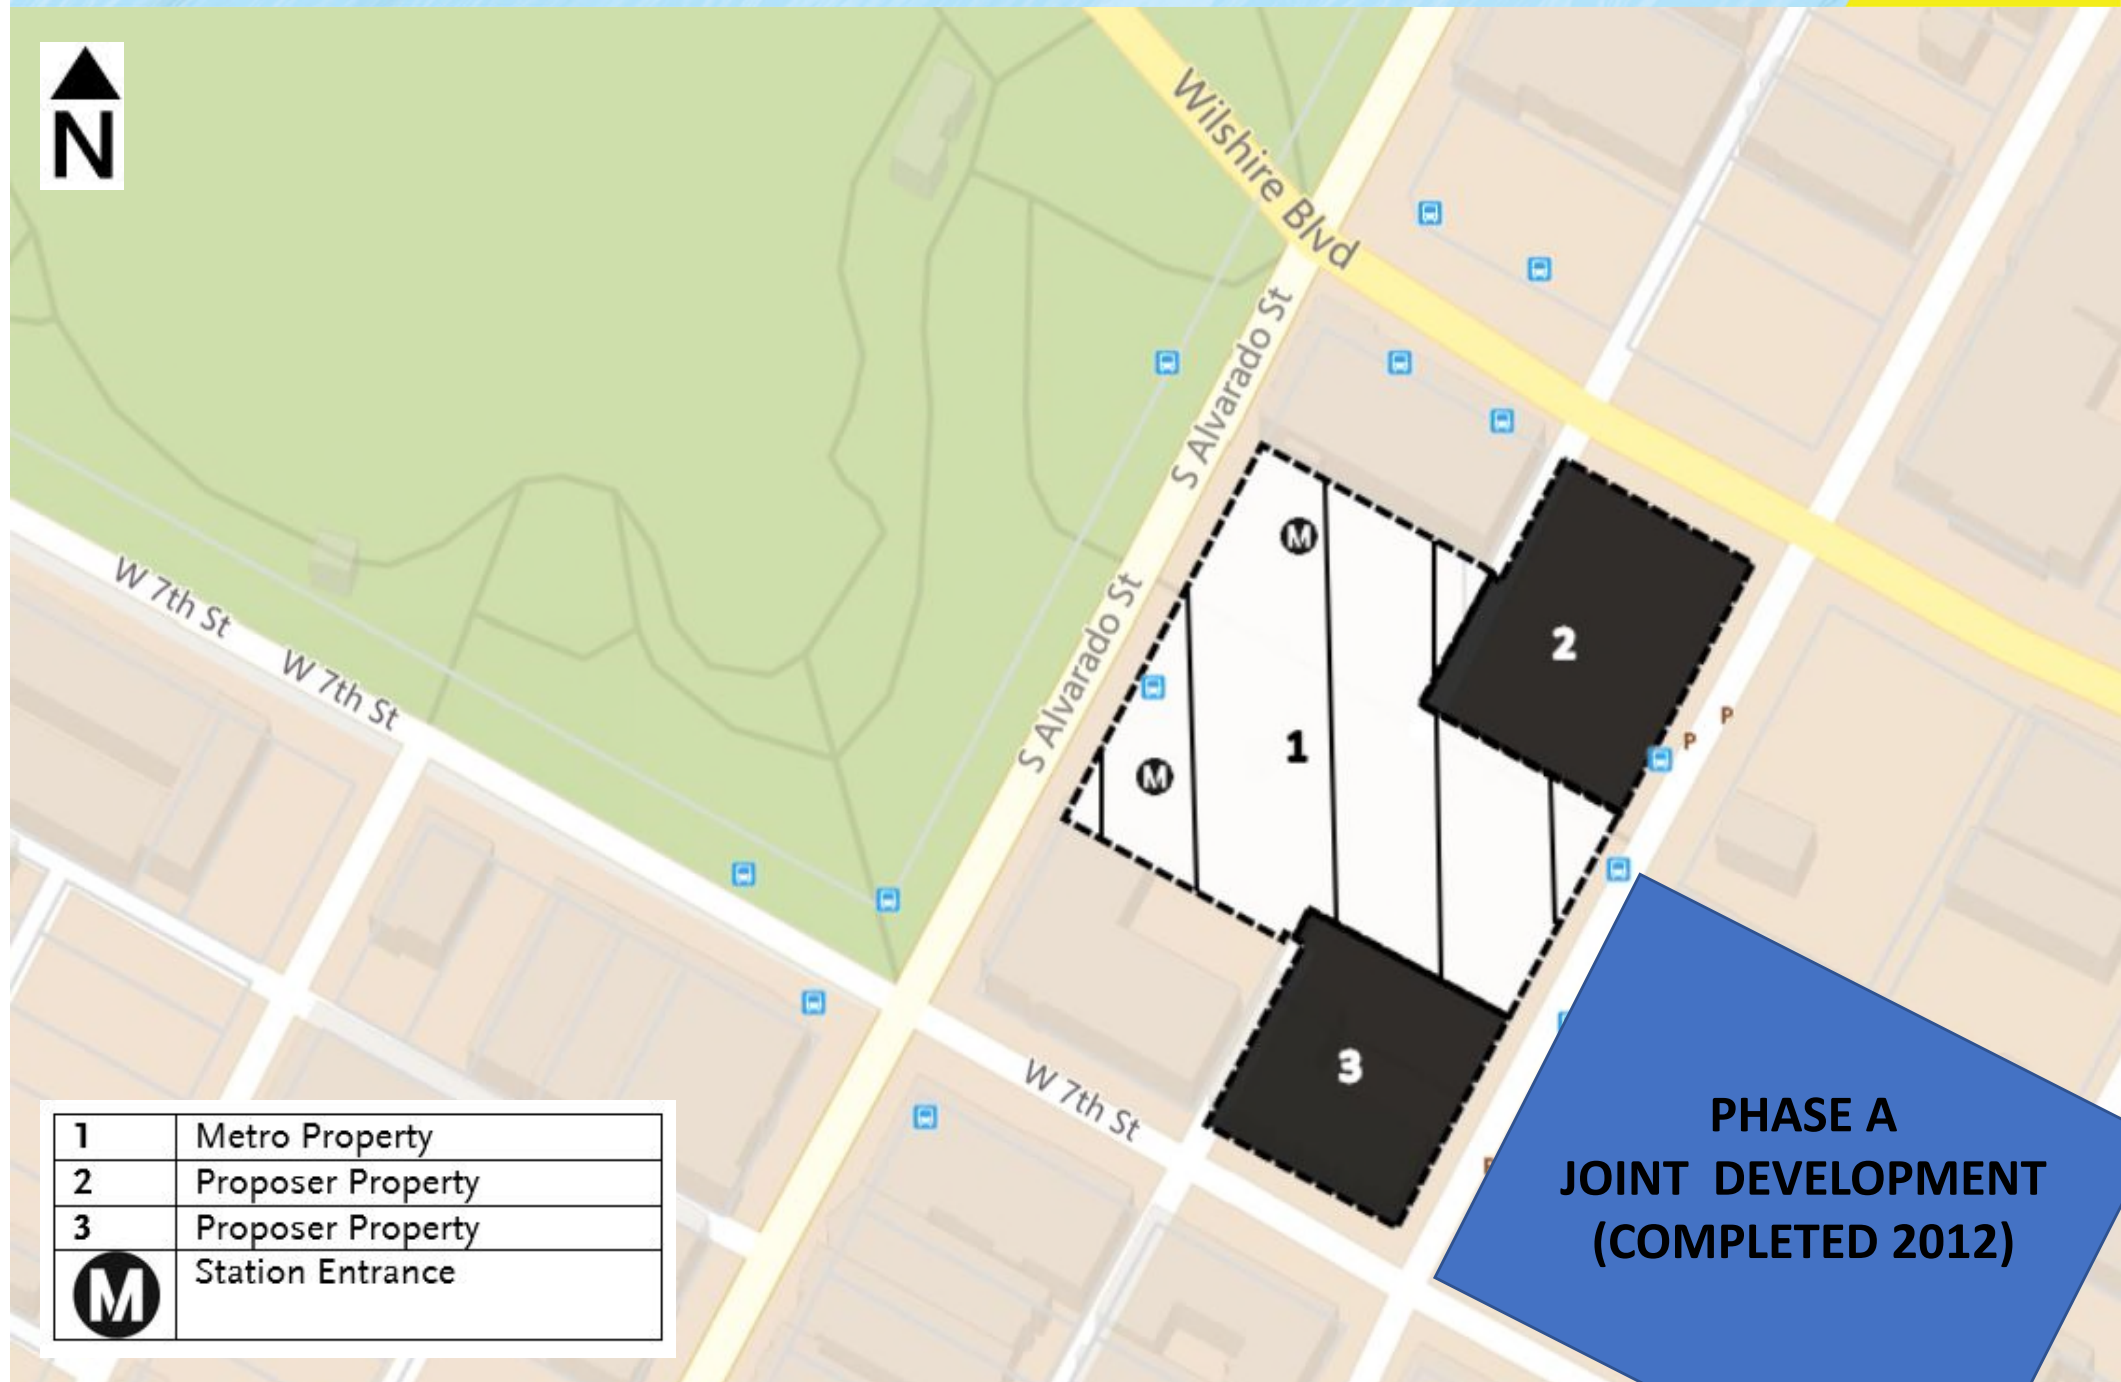 N
Wilshire Blvd
S Alvarado St
S Alvarado St
W 7th St
W 7th St
W 7th St
M
M
1
2
3
P
P
PHASE A
JOINT DEVELOPMENT
(COMPLETED 2012)
1 Metro Property
2 Proposer Property
3 Proposer Property
M Station Entrance